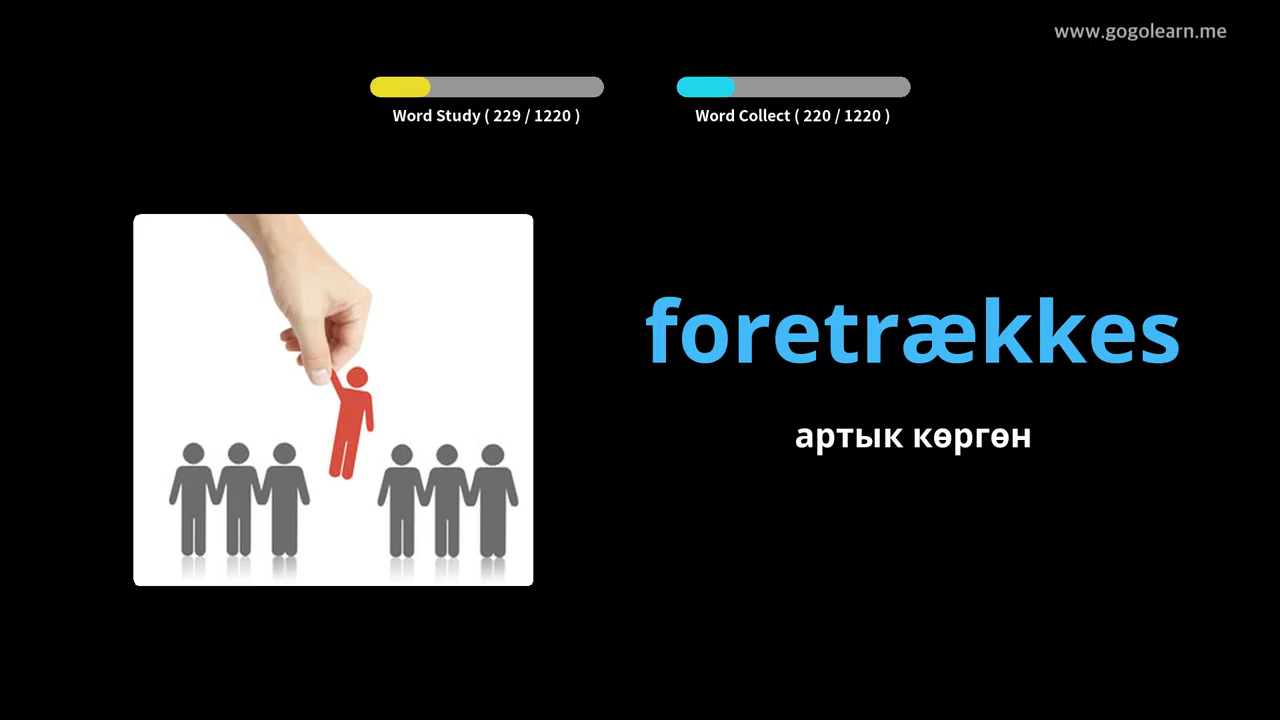 www.gogolearn.me
Word Study ( 229 / 1220 )
Word Collect ( 220 / 1220 )
foretrækkes
артык көргөн